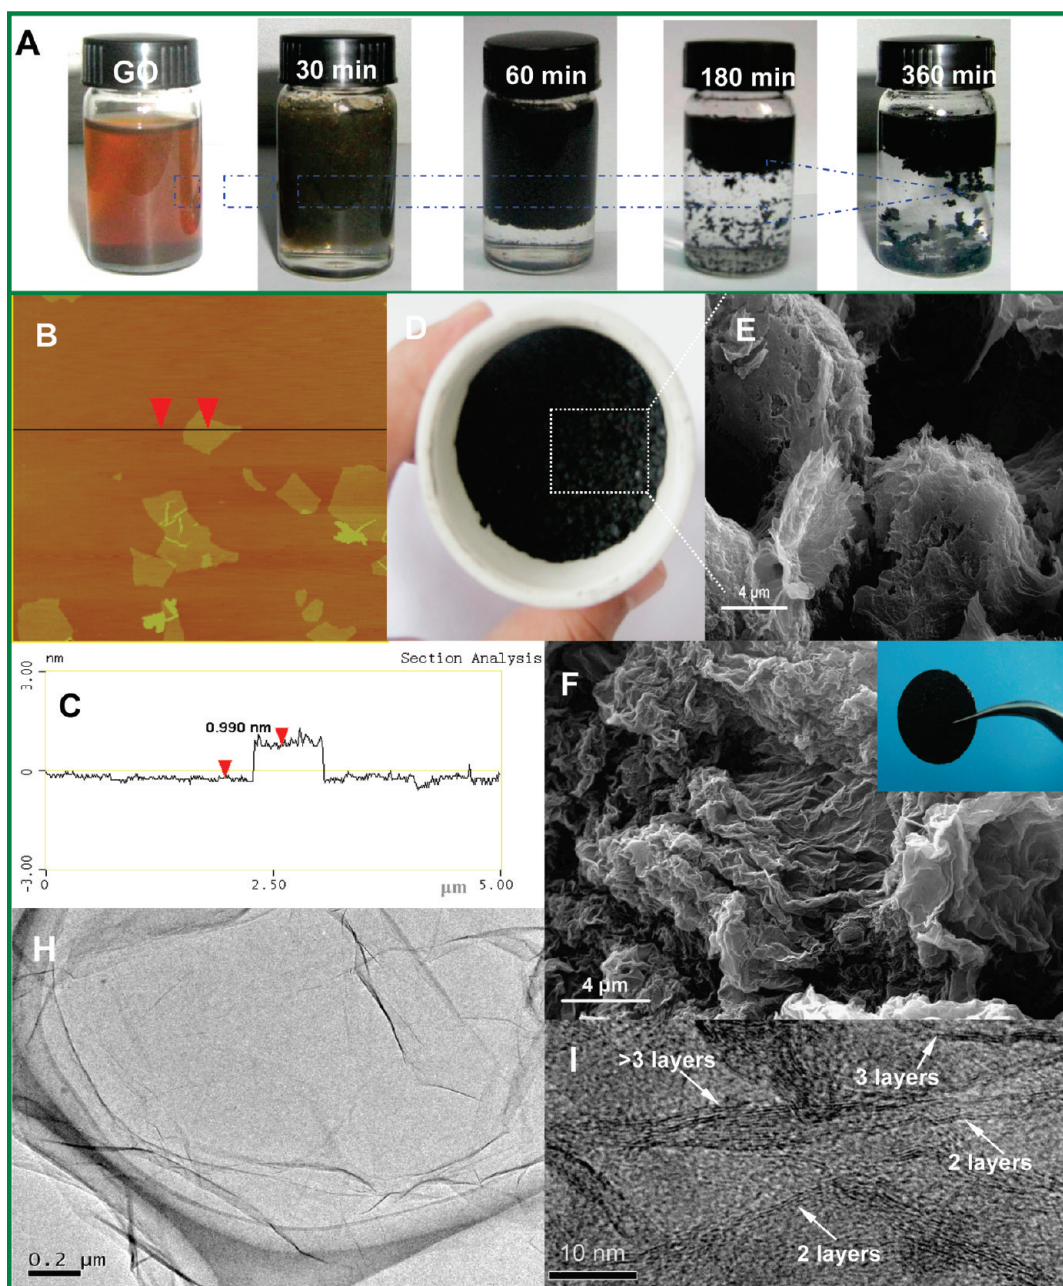 A
GO
30 min
60 min
180 min
360 min
B
D
E
4 µm
nm
Section Analysis
3.00
C
0.990 nm
0
-3.00
0
2.50
µm
5.00
F
4 µm
H
0.2 µm
I
>3 layers
3 layers
2 layers
2 layers
10 nm